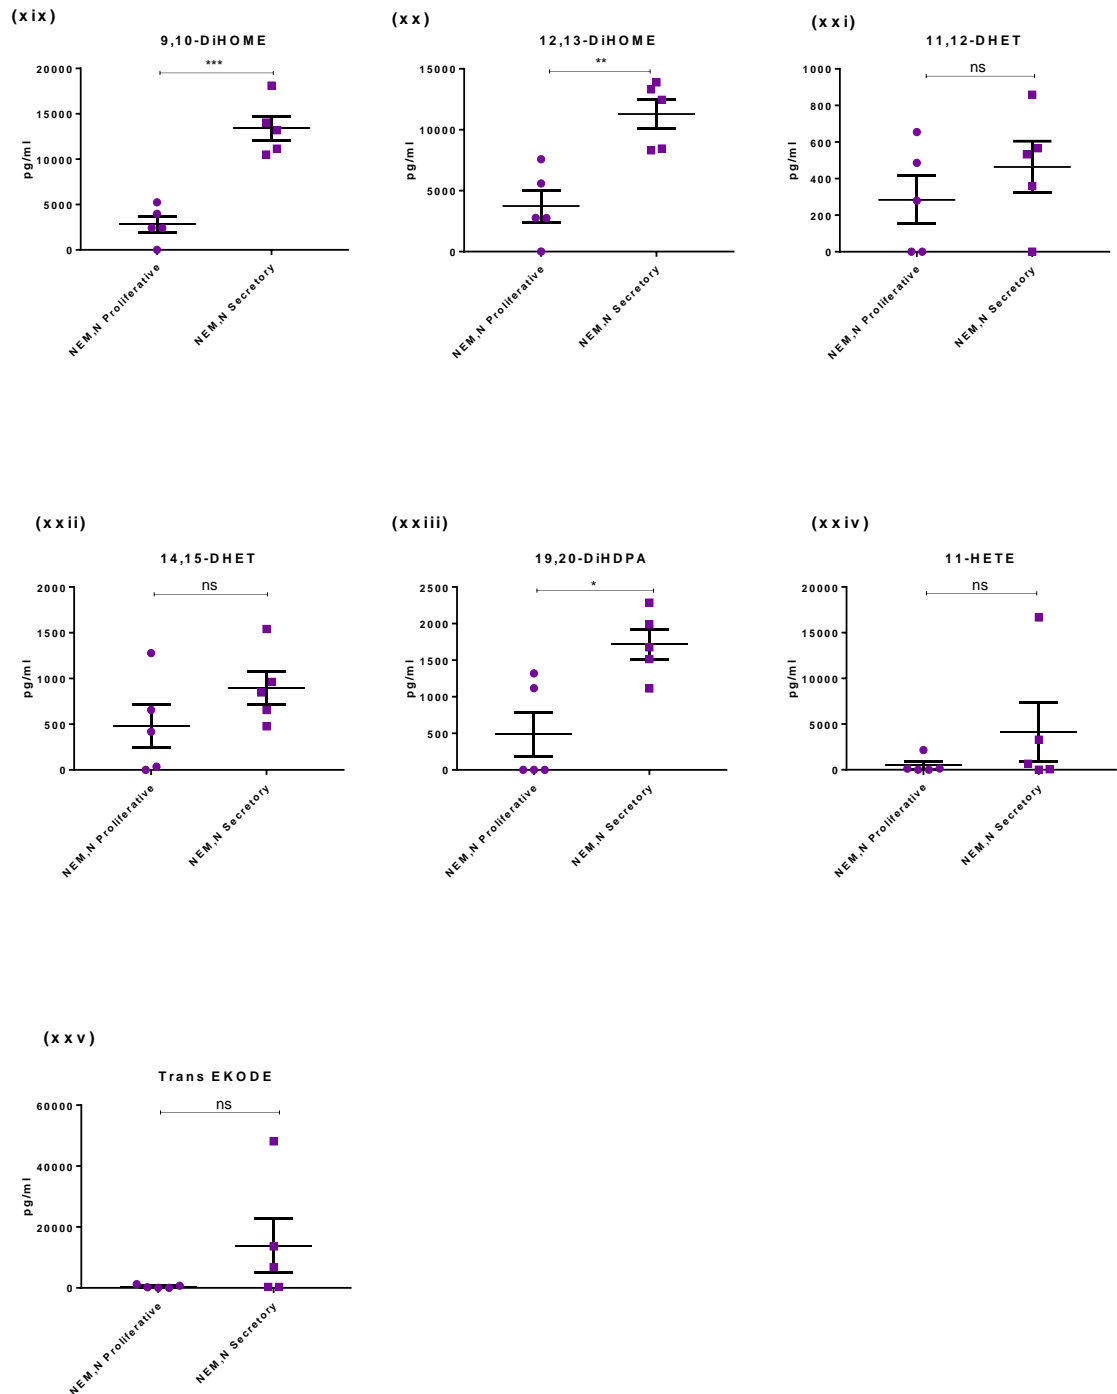 (xix)
9,10-DiHOME
***
20000
15000
10000
5000
0
pg/ml
NEM,N Proliferative
NEM,N Secretory
(xx)
12,13-DiHOME
**
15000
10000
5000
0
pg/ml
NEM,N Proliferative
NEM,N Secretory
(xxi)
11,12-DHET
ns
1000
800
600
400
200
0
pg/ml
NEM,N Proliferative
NEM,N Secretory
(xxii)
14,15-DHET
ns
2000
1500
1000
500
0
pg/ml
NEM,N Proliferative
NEM,N Secretory
(xxiii)
19,20-DiHDPA
*
2500
2000
1500
1000
500
0
pg/ml
NEM,N Proliferative
NEM,N Secretory
(xxiv)
11-HETE
ns
20000
15000
10000
5000
0
pg/ml
NEM,N Proliferative
NEM,N Secretory
(xxv)
Trans EKODE
ns
60000
40000
20000
0
pg/ml
NEM,N Proliferative
NEM,N Secretory